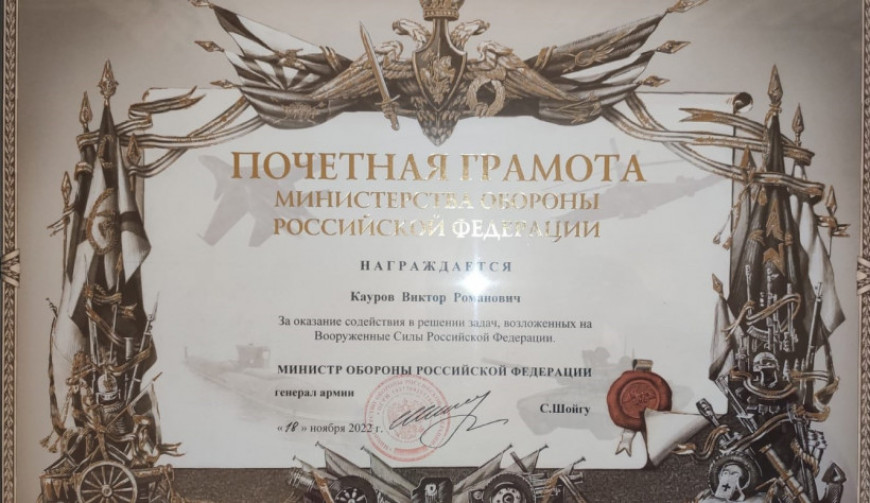 ПОЧЕТНАЯ ГРАМОТА
МИНИСТЕРСТВА ОБОРОНЫ
РОССИЙСКОЙ ФЕДЕРАЦИИ
НАГРАЖДАЕТСЯ
Кауров Виктор Романович
За оказание содействия в решении задач, возложенных на
Вооруженные Силы Российской Федерации.
МИНИСТР ОБОРОНЫ РОССИЙСКОЙ ФЕДЕРАЦИИ
генерал армии
С.Шойгу
«18» ноября 2022 г.